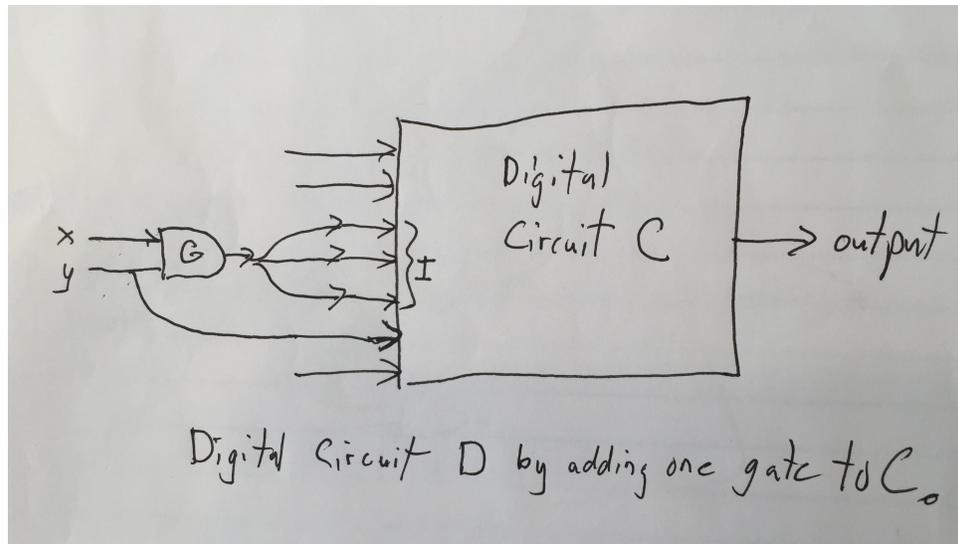 Digital
Circuit C
x
G
y
I
output
Digital Circuit D by adding one gate to C.